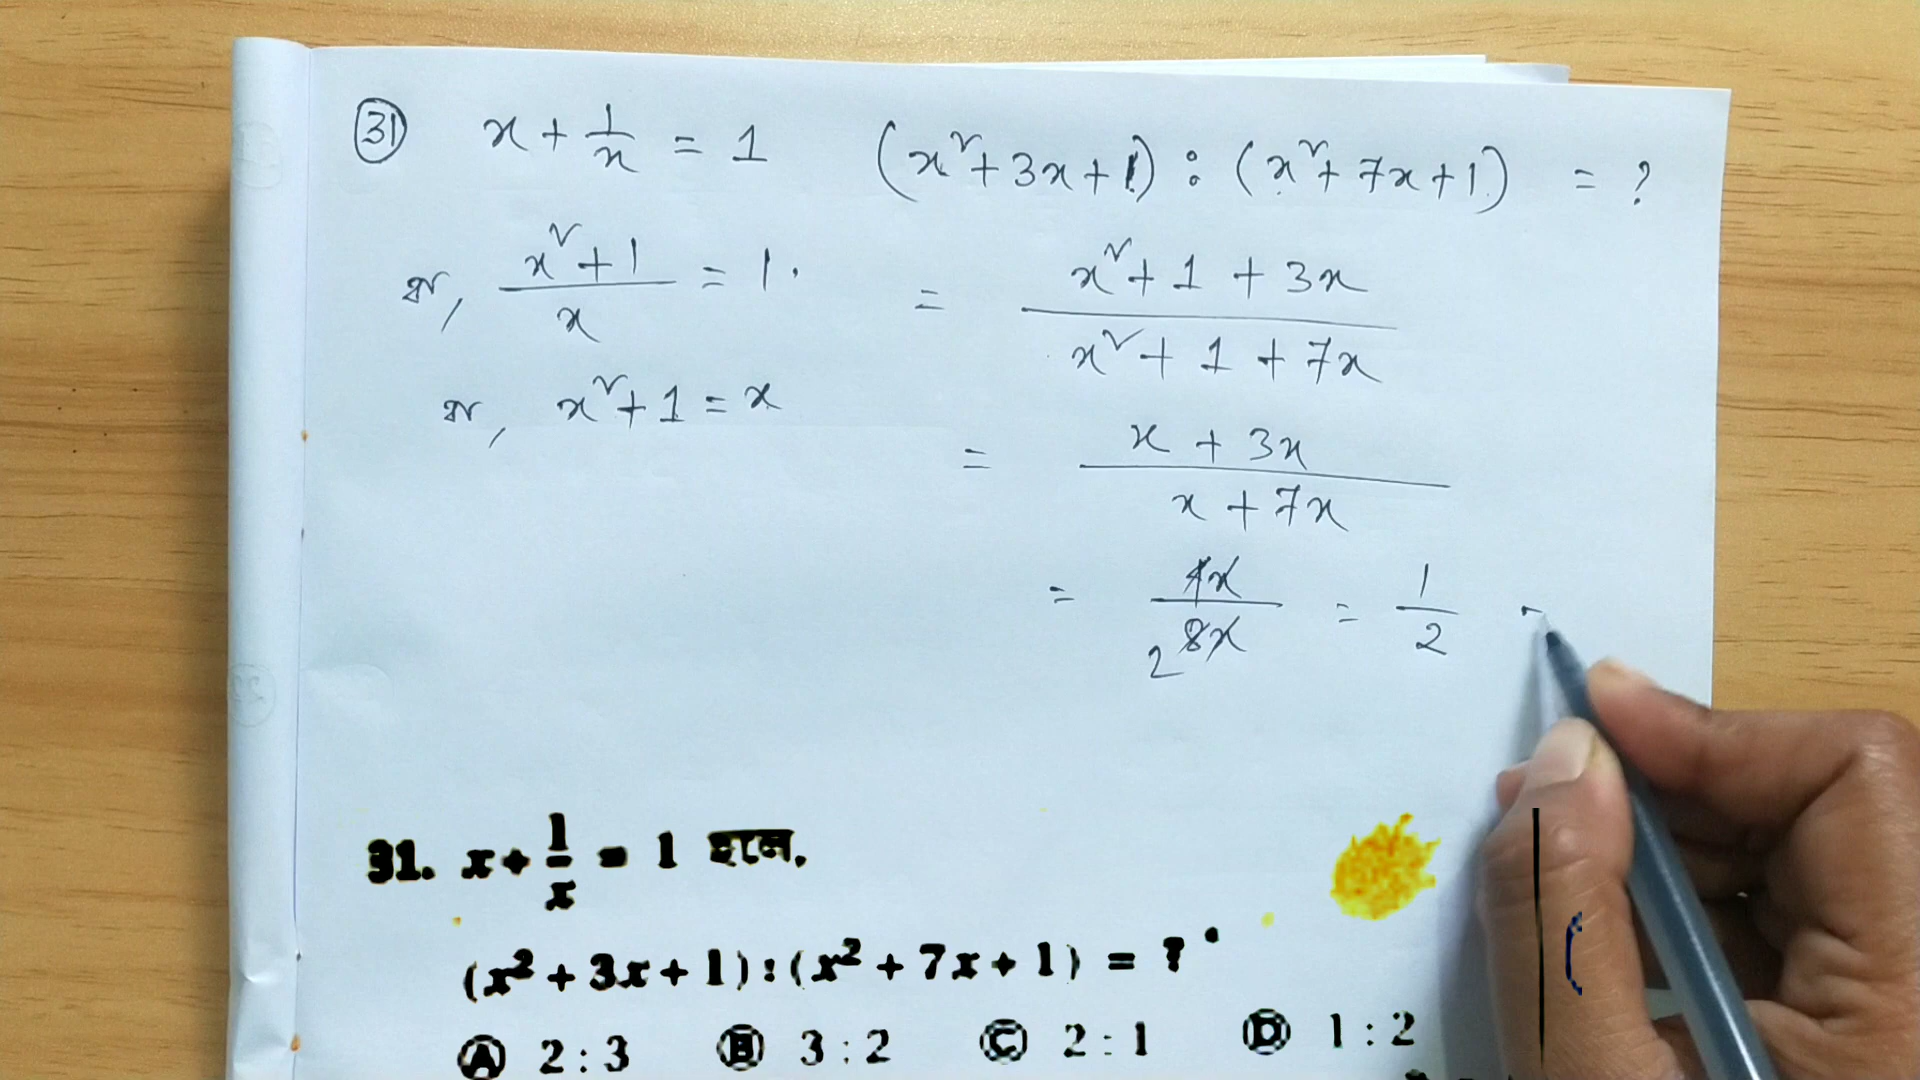 31 x + 1/x = 1 (x² + 3x + 1) : (x² + 7x + 1) = ?
বা, (x² + 1)/x = 1.
= (x² + 1 + 3x)/(x² + 1 + 7x)
বা, x² + 1 = x
= (x + 3x)/(x + 7x)
= 4x/8x 2 = 1/2
31. x + 1/x = 1 হলে,
(x² + 3x + 1) : (x² + 7x + 1) = ?
Ⓐ 2 : 3 Ⓑ 3 : 2 Ⓒ 2 : 1 Ⓓ 1 : 2